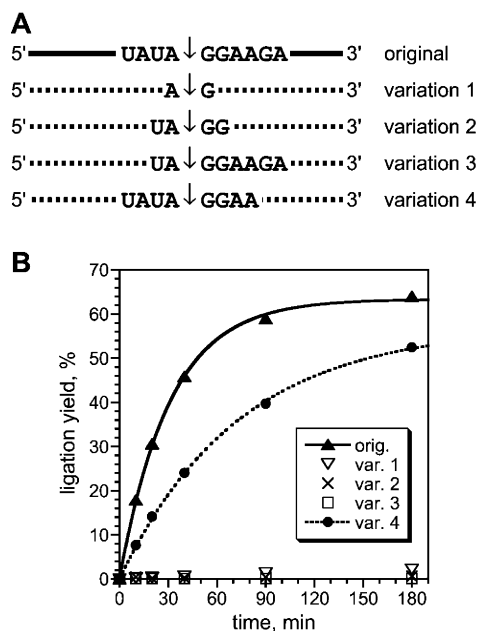 A
5' UAUA↓GGAAGA 3' original
5' A↓G 3' variation 1
5' UA↓GG 3' variation 2
5' UA↓GGAAGA 3' variation 3
5' UAUA↓GGAA 3' variation 4
B
70
60
50
40
30
20
10
0
ligation yield, %
orig.
var. 1
var. 2
var. 3
var. 4
0 30 60 90 120 150 180
time, min